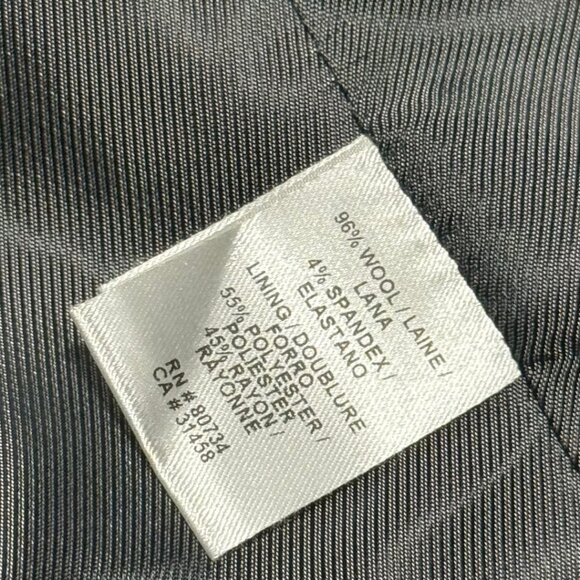 96% WOOL / LAINE /
LANA
4% SPANDEX /
ELASTANO
LINING / DOUBLURE
FORRO
55% POLYESTER /
POLIESTER
45% RAYON /
RAYONNE
RN # 80734
CA # 31458